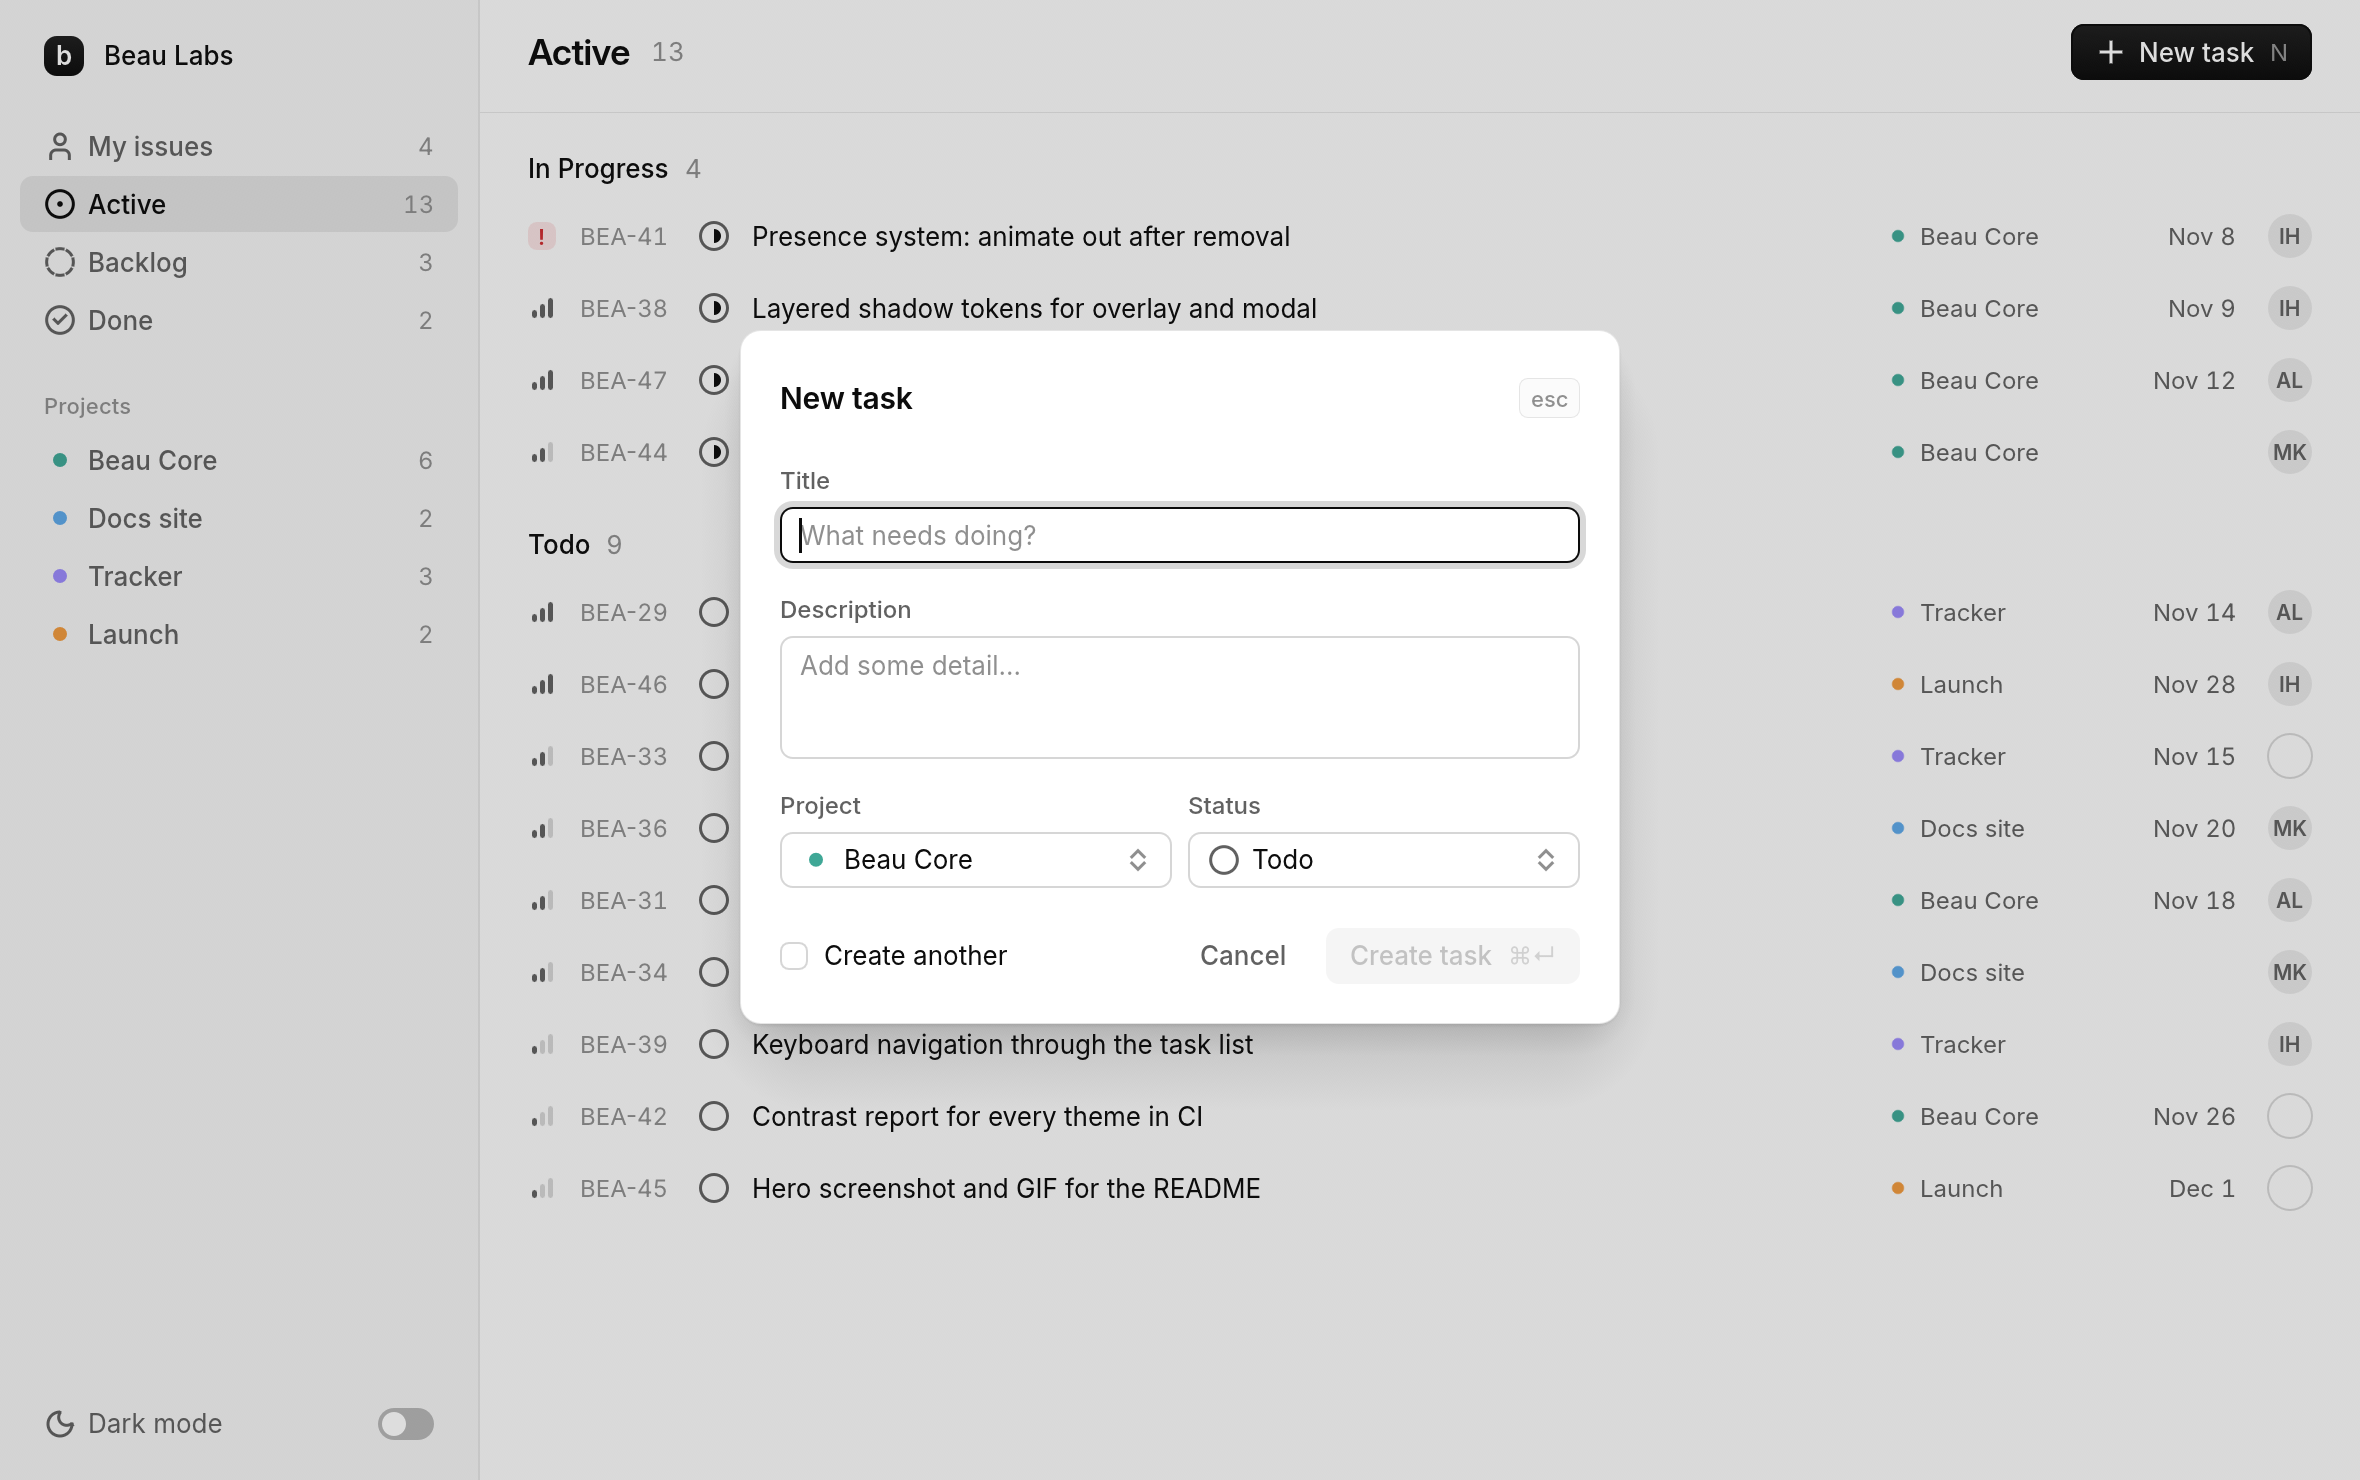 b Beau Labs
My issues 4
Active 13
Backlog 3
Done 2
Projects
Beau Core 6
Docs site 2
Tracker 3
Launch 2
Dark mode
Active 13
New task N
In Progress 4
! BEA-41 Presence system: animate out after removal Beau Core Nov 8 IH
BEA-38 Layered shadow tokens for overlay and modal Beau Core Nov 9 IH
BEA-47 Beau Core Nov 12 AL
BEA-44 Beau Core MK
Todo 9
BEA-29 Tracker Nov 14 AL
BEA-46 Launch Nov 28 IH
BEA-33 Tracker Nov 15
BEA-36 Docs site Nov 20 MK
BEA-31 Beau Core Nov 18 AL
BEA-34 Docs site MK
BEA-39 Keyboard navigation through the task list Tracker IH
BEA-42 Contrast report for every theme in CI Beau Core Nov 26
BEA-45 Hero screenshot and GIF for the README Launch Dec 1
New task esc
Title
What needs doing?
Description
Add some detail...
Project Status
Beau Core Todo
Create another Cancel Create task ⌘↵